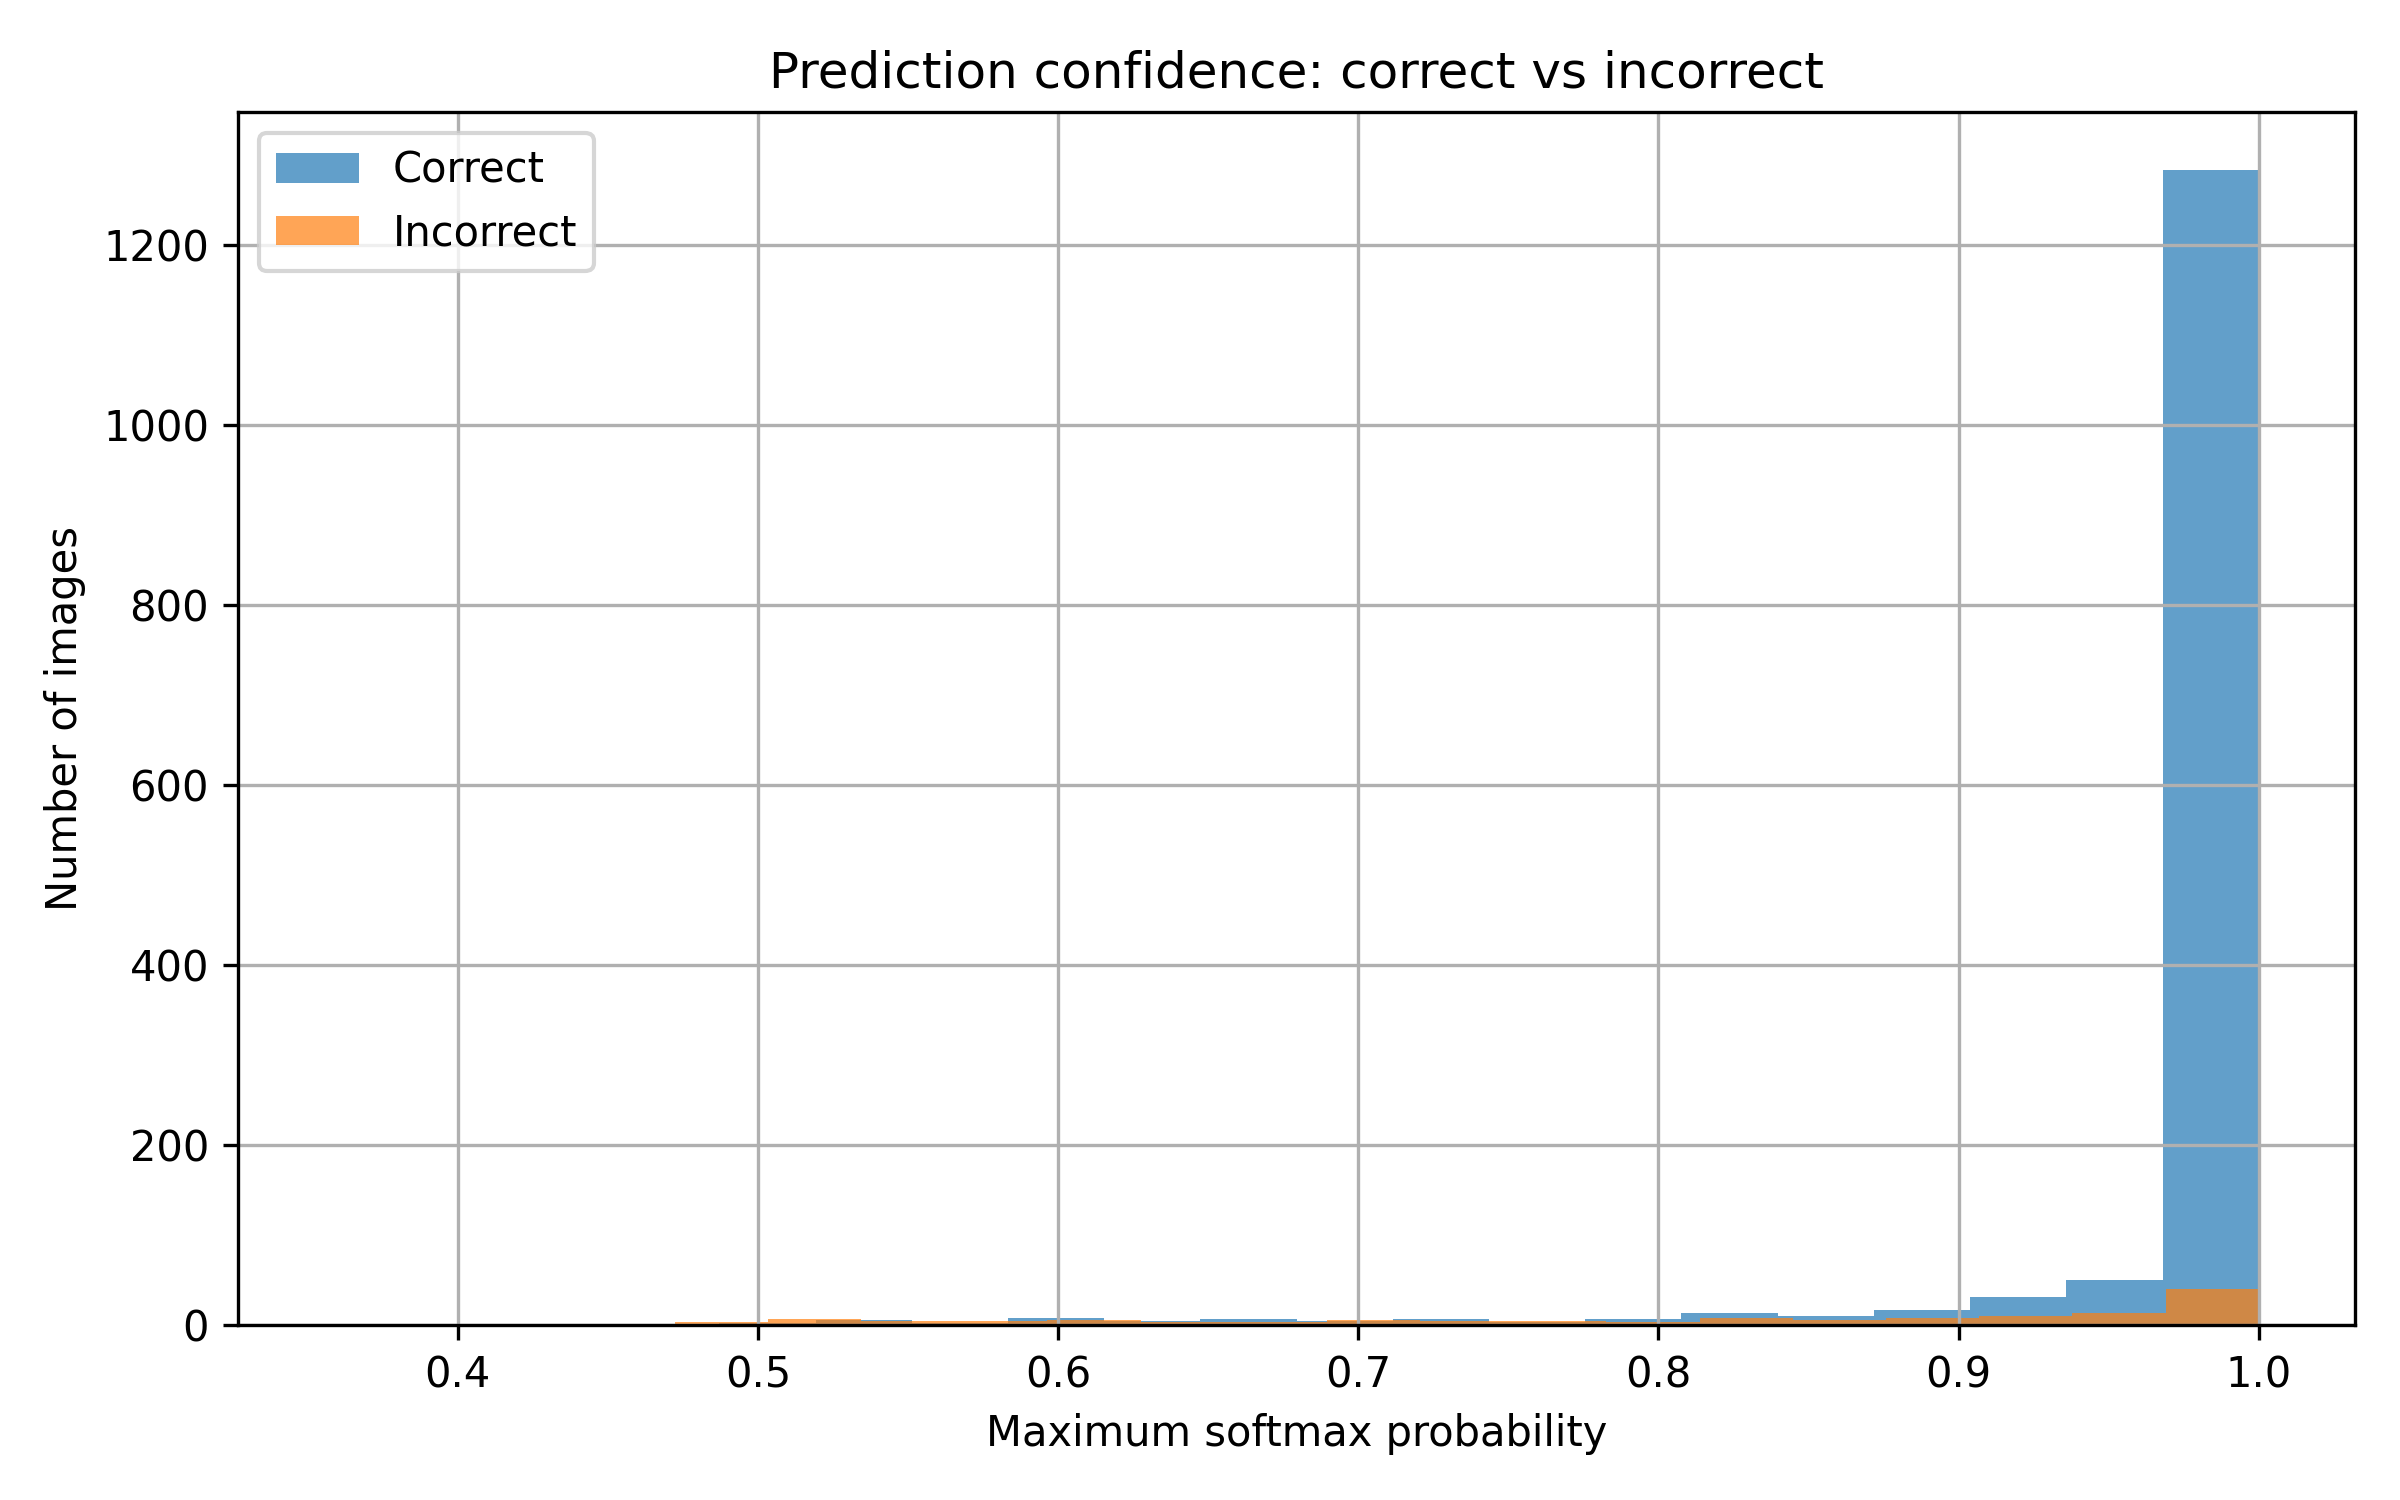 Prediction confidence: correct vs incorrect
Correct
Incorrect
1200
1000
800
600
400
200
0
Number of images
0.4 0.5 0.6 0.7 0.8 0.9 1.0
Maximum softmax probability